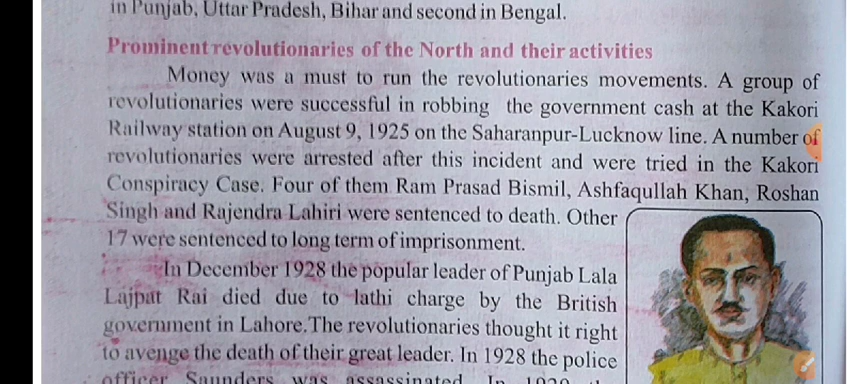 in Punjab, Uttar Pradesh, Bihar and second in Bengal.
Prominent revolutionaries of the North and their activities
Money was a must to run the revolutionaries movements. A group of
revolutionaries were successful in robbing the government cash at the Kakori
Railway station on August 9, 1925 on the Saharanpur-Lucknow line. A number of
revolutionaries were arrested after this incident and were tried in the Kakori
Conspiracy Case. Four of them Ram Prasad Bismil, Ashfaqullah Khan, Roshan
Singh and Rajendra Lahiri were sentenced to death. Other
17 were sentenced to long term of imprisonment.
In December 1928 the popular leader of Punjab Lala
Lajpat Rai died due to lathi charge by the British
government in Lahore.The revolutionaries thought it right
to avenge the death of their great leader. In 1928 the police
officer Saunders was assassinated. In